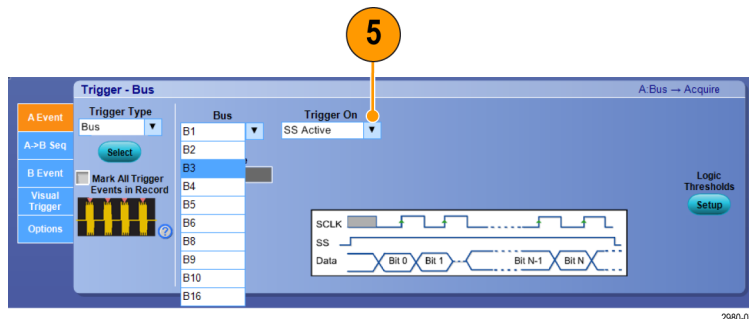 5
Trigger - Bus
A:Bus → Acquire
A Event
A->B Seq
B Event
Visual
Trigger
Options
Trigger Type
Bus
Select
Mark All Trigger
Events in Record
Bus
B1
B2
B3
B4
B5
B6
B8
B9
B10
B16
Trigger On
SS Active
SCLK
SS
Data
Bit 0
Bit 1
Bit N-1
Bit N
Logic
Thresholds
Setup